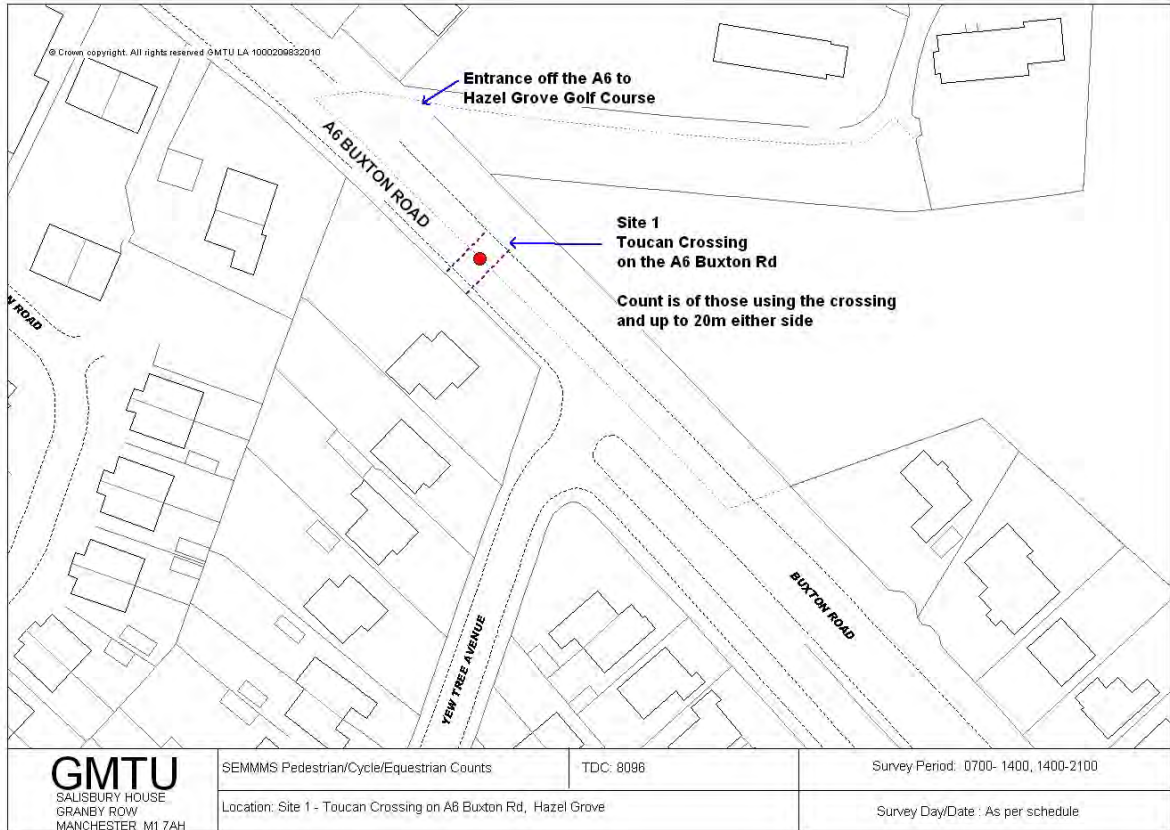 © Crown copyright. All rights reserved GMTU LA 1000209832010
Entrance off the A6 to
Hazel Grove Golf Course
A6 BUXTON ROAD
Site 1
Toucan Crossing
on the A6 Buxton Rd
Count is of those using the crossing
and up to 20m either side
N ROAD
BUXTON ROAD
YEW TREE AVENUE
GMTU
SALISBURY HOUSE
GRANBY ROW
MANCHESTER M1 7AH
SEMMMS Pedestrian/Cycle/Equestrian Counts
TDC: 8096
Survey Period: 0700- 1400, 1400-2100
Location: Site 1 - Toucan Crossing on A6 Buxton Rd, Hazel Grove
Survey Day/Date : As per schedule